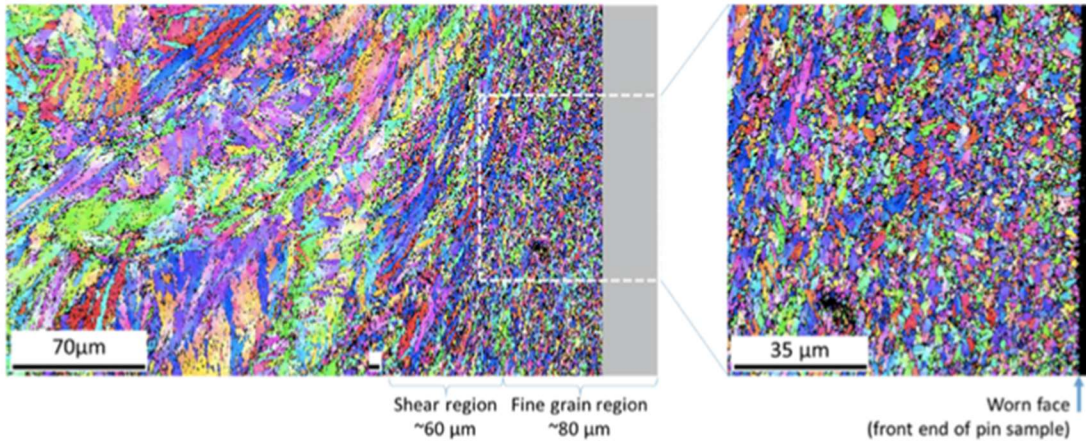 70μm
35 μm
Shear region
~60 μm
Fine grain region
~80 μm
Worn face
(front end of pin sample)